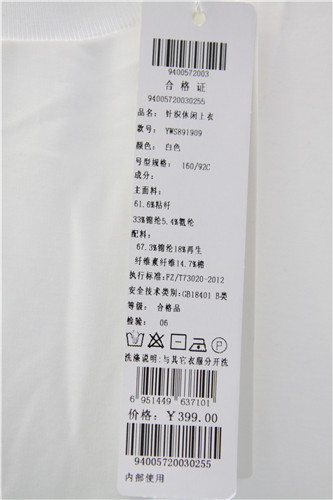 9400572003
合格证
9400572003​0255
品名: 针织休闲上衣
款号: YWS891909
颜色: 白色
号型规格: 160/92C
成分:
主面料:
61.6%粘纤
33%锦纶5.4%氨纶
配料:
67.3%锦纶18%再生
纤维素纤维14.7%棉
执行标准:FZ/T73020-2012
安全技术类别:GB18401 B类
等级: 合格品
检验: 06
洗涤说明:与其它衣服分开洗
6 951449 637101
价格:￥399.00
94005720030255
内部使用